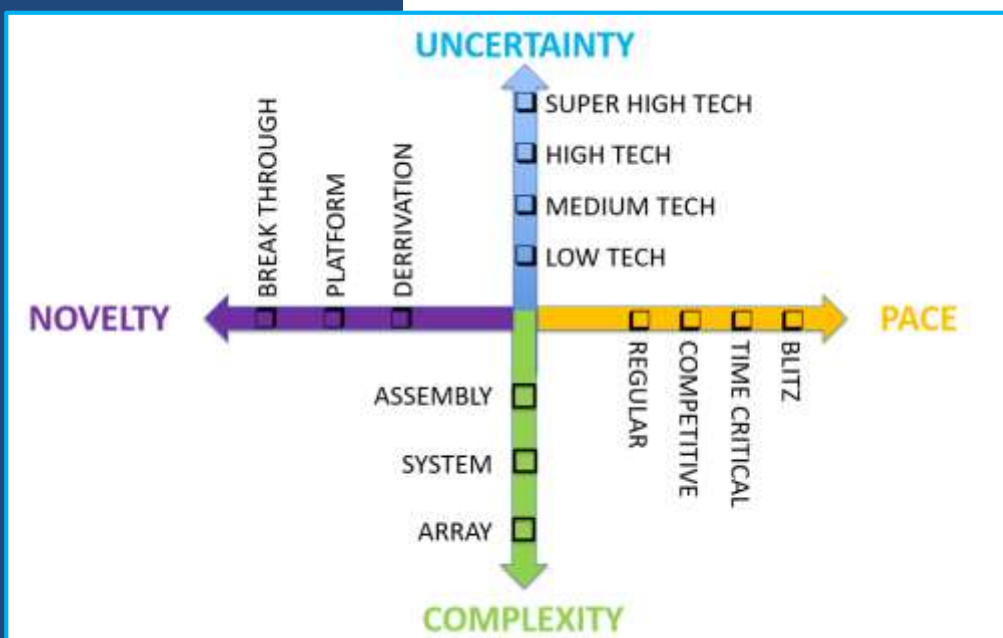 UNCERTAINTY
SUPER HIGH TECH
HIGH TECH
MEDIUM TECH
LOW TECH
BREAK THROUGH
PLATFORM
DERRIVATION
NOVELTY
PACE
REGULAR
COMPETITIVE
TIME CRITICAL
BLITZ
ASSEMBLY
SYSTEM
ARRAY
COMPLEXITY